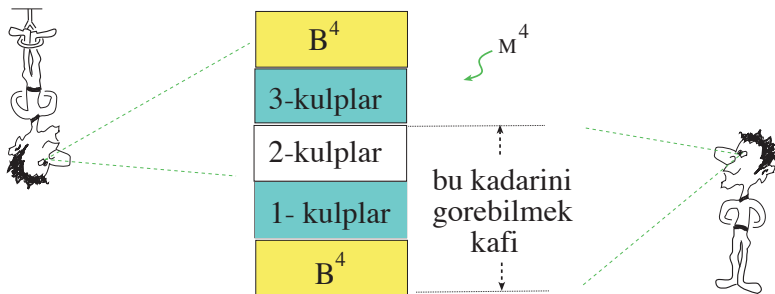 B⁴
M⁴
3-kulplar
2-kulplar
bu kadarini
gorebilmek
kafi
1- kulplar
B⁴